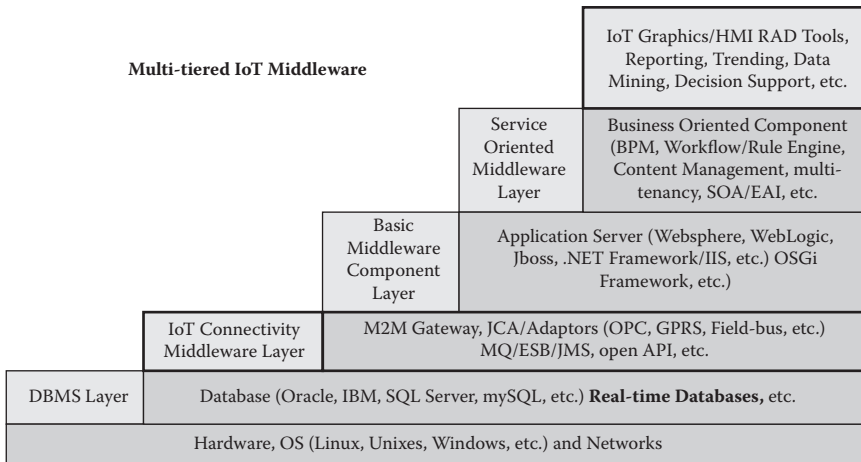 Multi-tiered IoT Middleware
IoT Graphics/HMI RAD Tools,
Reporting, Trending, Data
Mining, Decision Support, etc.
Service
Oriented
Middleware
Layer
Business Oriented Component
(BPM, Workflow/Rule Engine,
Content Management, multi-
tenancy, SOA/EAI, etc.
Basic
Middleware
Component
Layer
Application Server (Websphere, WebLogic,
Jboss, .NET Framework/IIS, etc.) OSGi
Framework, etc.)
IoT Connectivity
Middleware Layer
M2M Gateway, JCA/Adaptors (OPC, GPRS, Field-bus, etc.)
MQ/ESB/JMS, open API, etc.
DBMS Layer
Database (Oracle, IBM, SQL Server, mySQL, etc.) Real-time Databases, etc.
Hardware, OS (Linux, Unixes, Windows, etc.) and Networks